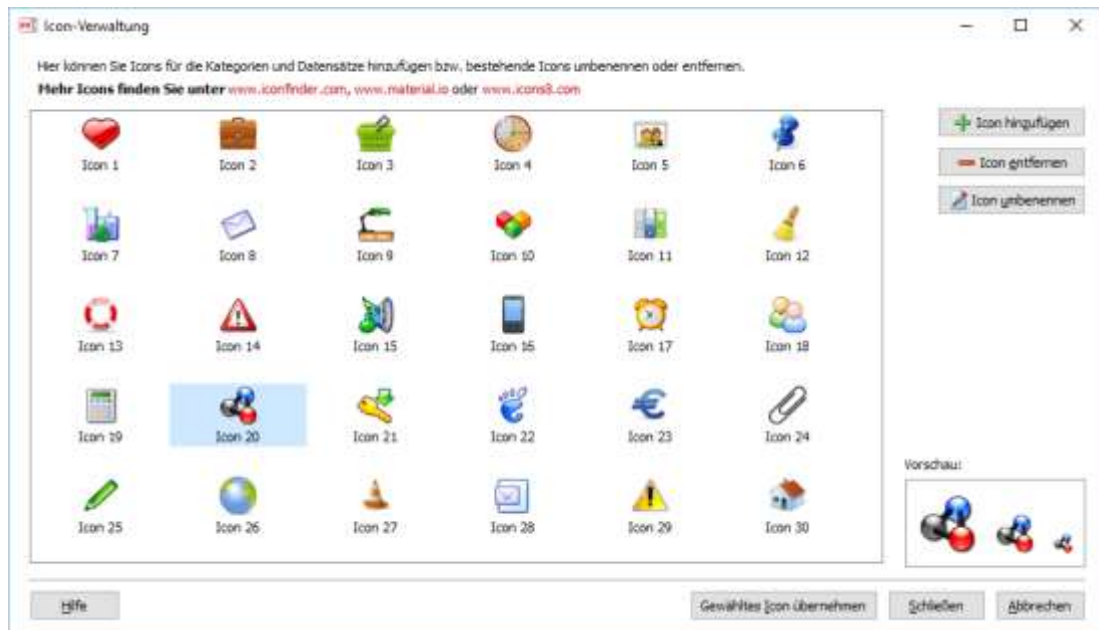 Icon-Verwaltung
Hier können Sie Icons für die Kategorien und Datensätze hinzufügen bzw. bestehende Icons umbenennen oder entfernen.
Mehr Icons finden Sie unter www.iconfinder.com, www.material.io oder www.icons8.com
Icon 1 Icon 2 Icon 3 Icon 4 Icon 5 Icon 6
Icon hinzufügen
Icon entfernen
Icon umbenennen
Icon 7 Icon 8 Icon 9 Icon 10 Icon 11 Icon 12
Icon 13 Icon 14 Icon 15 Icon 16 Icon 17 Icon 18
Icon 19 Icon 20 Icon 21 Icon 22 Icon 23 Icon 24
Icon 25 Icon 26 Icon 27 Icon 28 Icon 29 Icon 30
Vorschau:
Hilfe Gewähltes Icon übernehmen Schließen Abbrechen